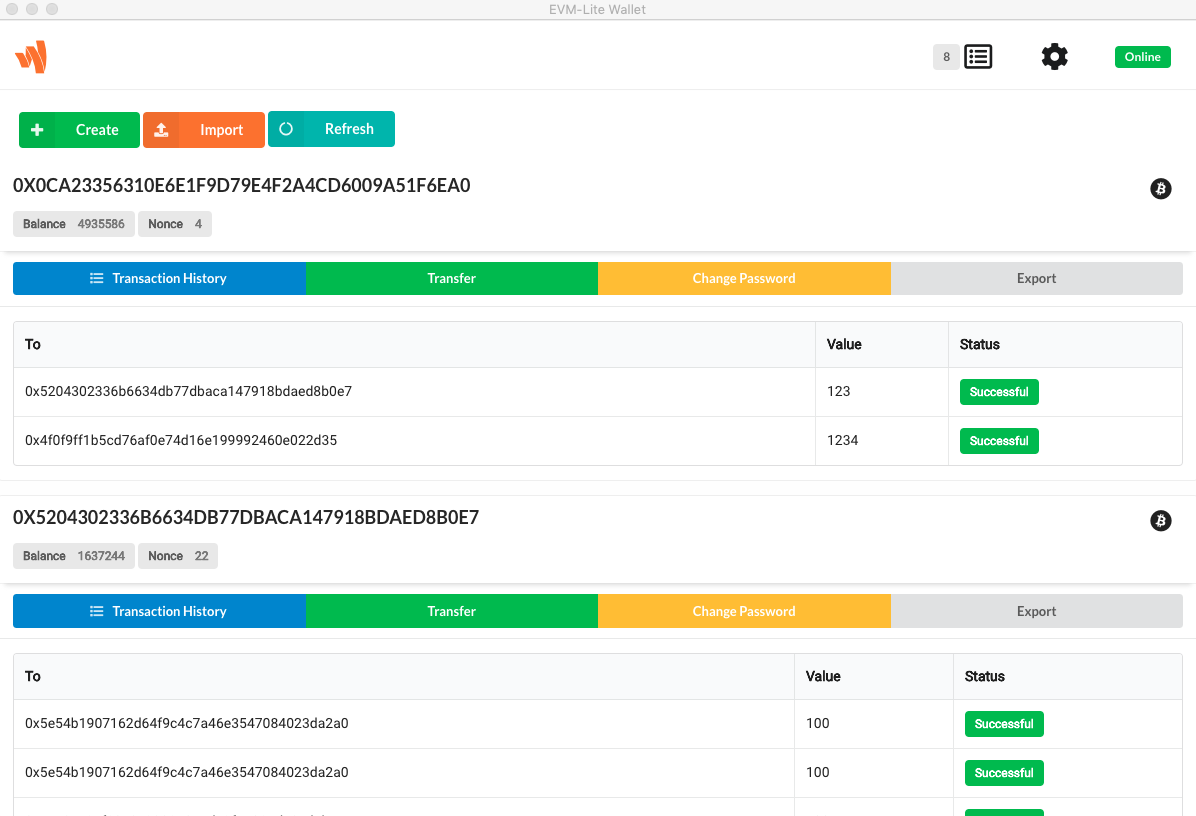 EVM-Lite Wallet
8 Online
Create Import Refresh
0X0CA23356310E6E1F9D79E4F2A4CD6009A51F6EA0
Balance 4935586 Nonce 4
Transaction History Transfer Change Password Export
To Value Status
0x5204302336b6634db77dbaca147918bdaed8b0e7 123 Successful
0x4f0f9ff1b5cd76af0e74d16e199992460e022d35 1234 Successful
0X5204302336B6634DB77DBACA147918BDAED8B0E7
Balance 1637244 Nonce 22
Transaction History Transfer Change Password Export
To Value Status
0x5e54b1907162d64f9c4c7a46e3547084023da2a0 100 Successful
0x5e54b1907162d64f9c4c7a46e3547084023da2a0 100 Successful